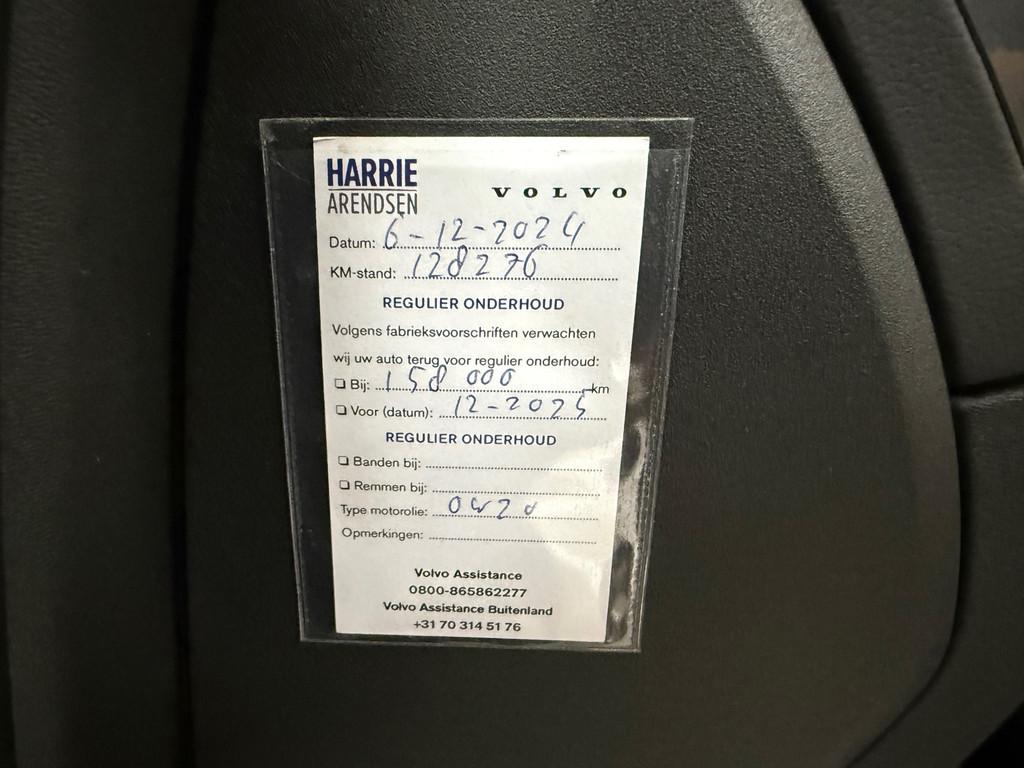 HARRIE
ARENDSEN
VOLVO
Datum: 6-12-2024
KM-stand: 128276
REGULIER ONDERHOUD
Volgens fabrieksvoorschriften verwachten
wij uw auto terug voor regulier onderhoud:
❏ Bij: 158 000 km
❏ Voor (datum): 12-2025
REGULIER ONDERHOUD
❏ Banden bij:
❏ Remmen bij:
Type motorolie: 0W20
Opmerkingen:
Volvo Assistance
0800-865862277
Volvo Assistance Buitenland
+31 70 314 51 76